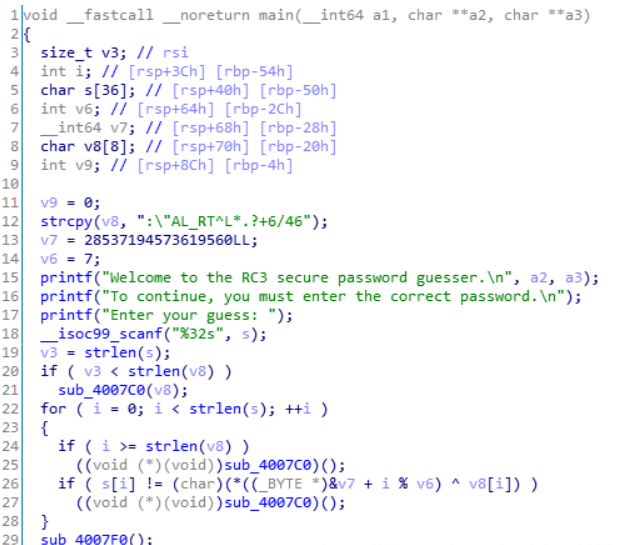 1 void __fastcall __noreturn main(__int64 a1, char **a2, char **a3)
2 {
3 size_t v3; // rsi
4 int i; // [rsp+3Ch] [rbp-54h]
5 char s[36]; // [rsp+40h] [rbp-50h]
6 int v6; // [rsp+64h] [rbp-2Ch]
7 __int64 v7; // [rsp+68h] [rbp-28h]
8 char v8[8]; // [rsp+70h] [rbp-20h]
9 int v9; // [rsp+8Ch] [rbp-4h]
10
11 v9 = 0;
12 strcpy(v8, ":\"AL_RT^L*.?+6/46");
13 v7 = 28537194573619560LL;
14 v6 = 7;
15 printf("Welcome to the RC3 secure password guesser.\n", a2, a3);
16 printf("To continue, you must enter the correct password.\n");
17 printf("Enter your guess: ");
18 __isoc99_scanf("%32s", s);
19 v3 = strlen(s);
20 if ( v3 < strlen(v8) )
21 sub_4007C0(v8);
22 for ( i = 0; i < strlen(s); ++i )
23 {
24 if ( i >= strlen(v8) )
25 ((void (*)(void))sub_4007C0)();
26 if ( s[i] != (char)(*((_BYTE *)&v7 + i % v6) ^ v8[i]) )
27 ((void (*)(void))sub_4007C0)();
28 }
29 sub_4007F0();